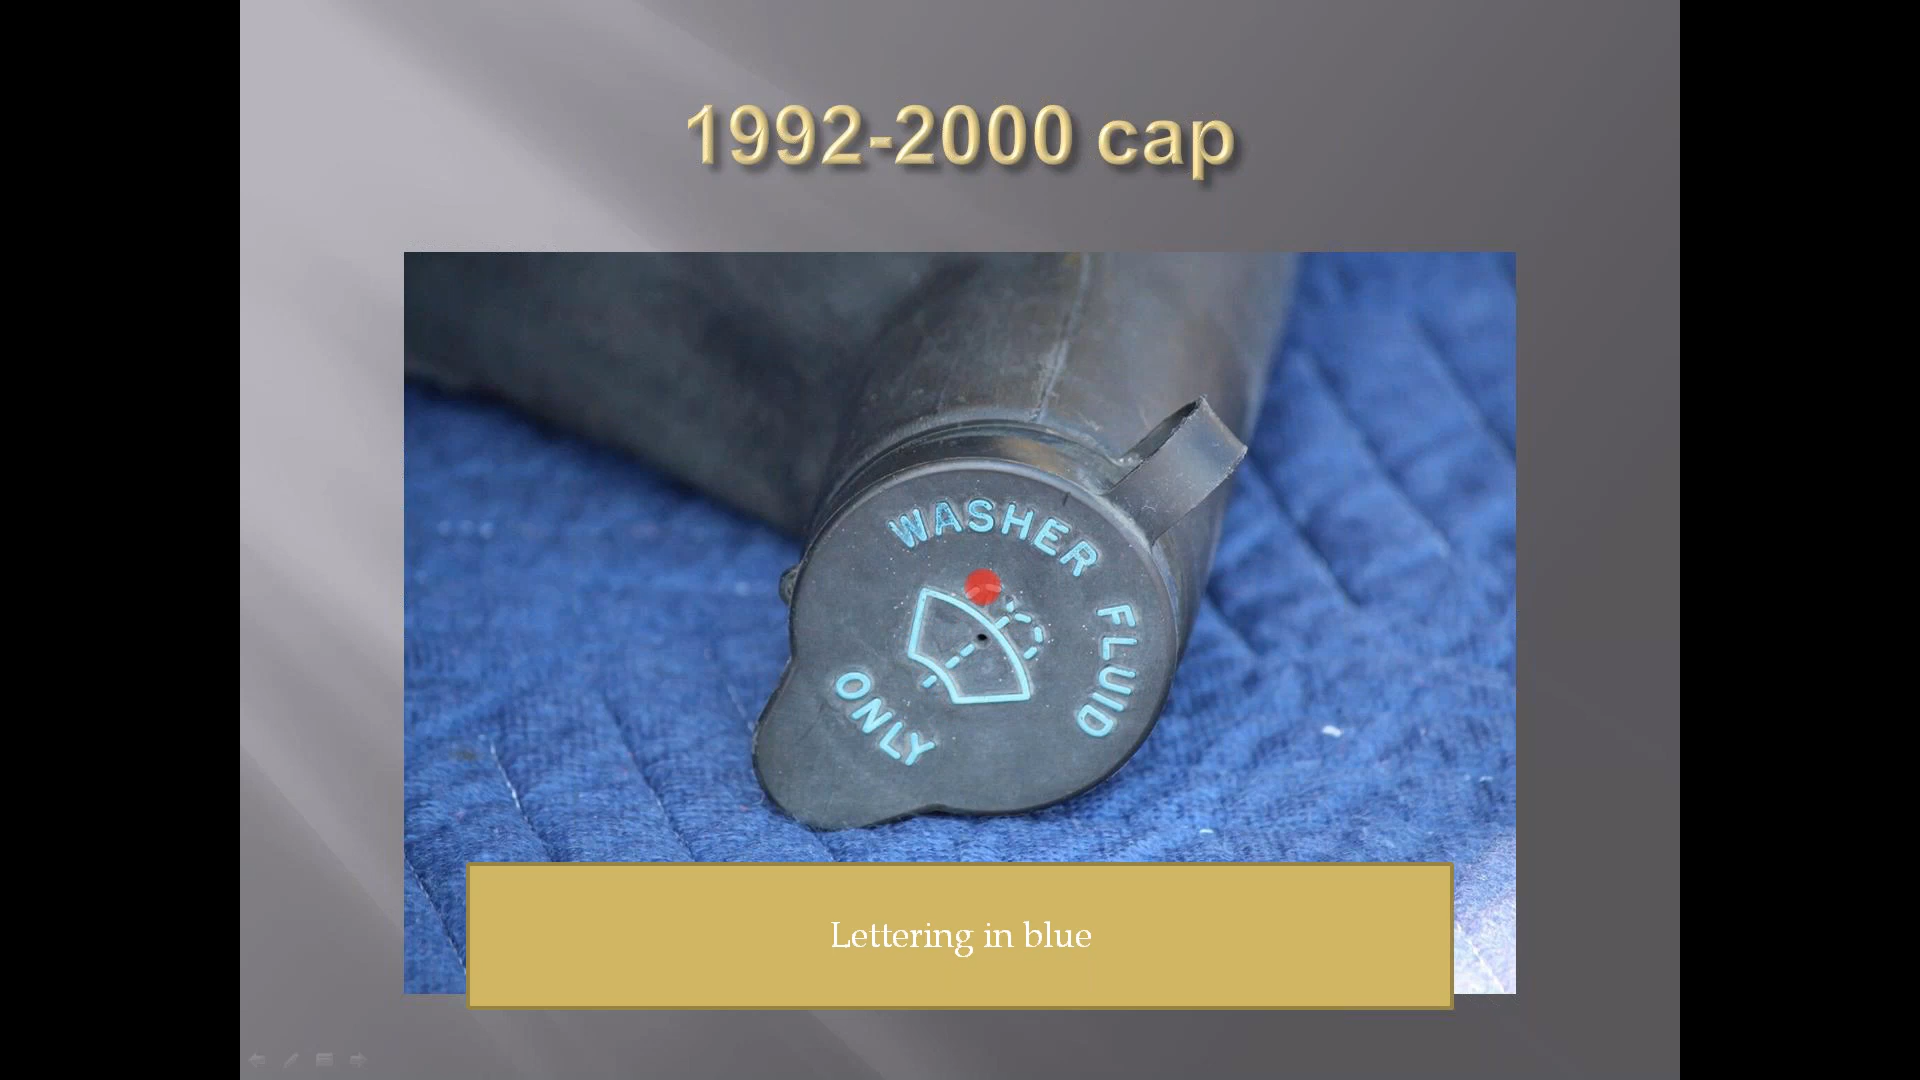 1992-2000 cap
WASHER FLUID
ONLY
Lettering in blue